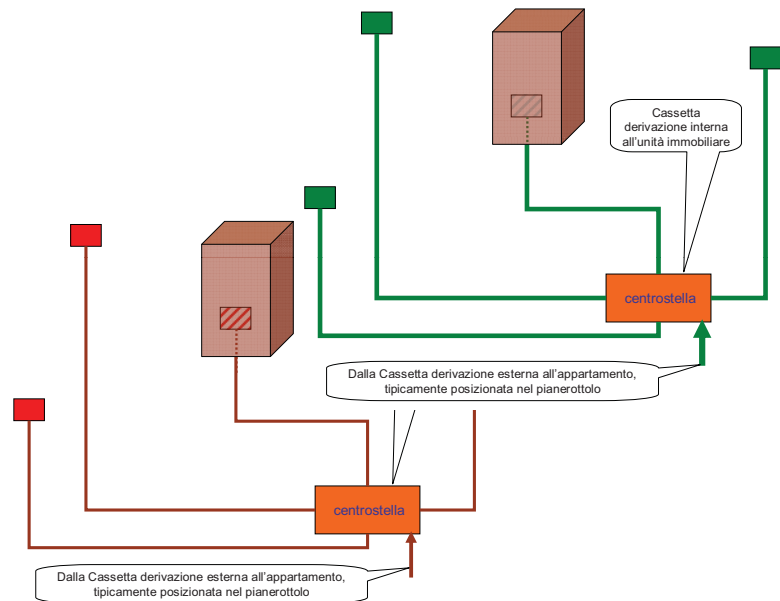 Cassetta
derivazione interna
all'unità immobiliare
centrostella
Dalla Cassetta derivazione esterna all'appartamento,
tipicamente posizionata nel pianerottolo
centrostella
Dalla Cassetta derivazione esterna all'appartamento,
tipicamente posizionata nel pianerottolo